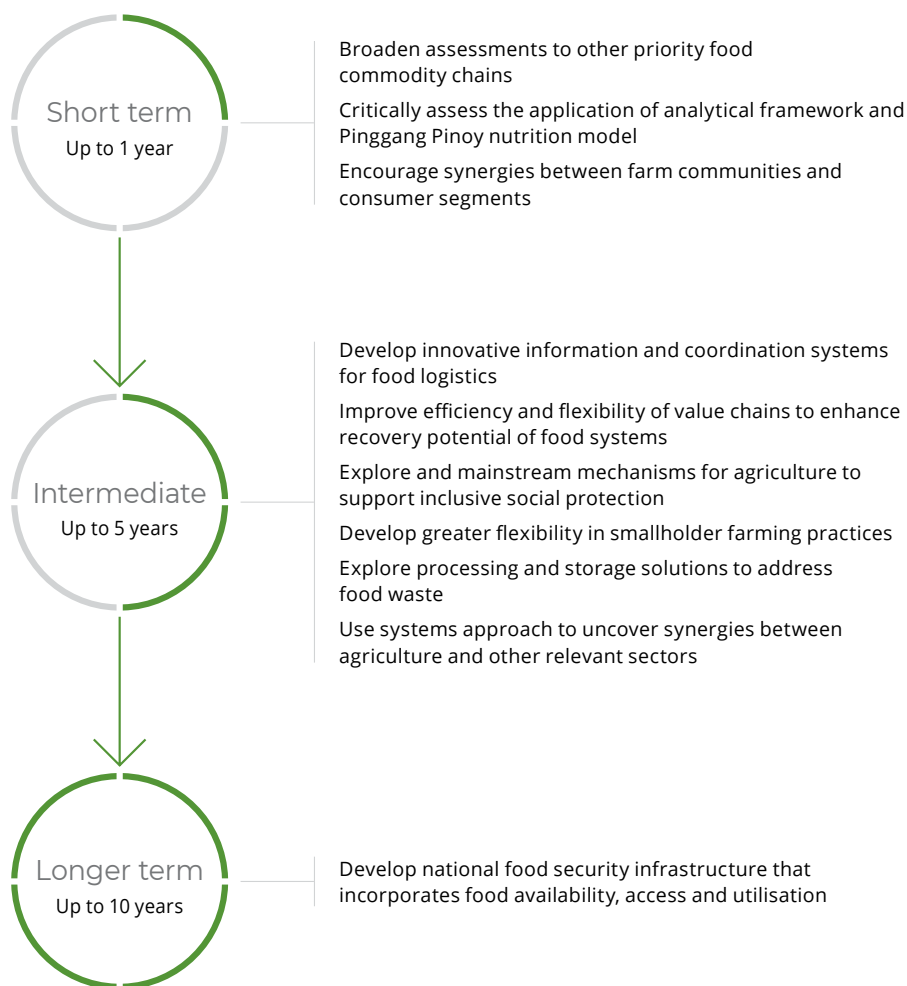 Short term
Up to 1 year
Broaden assessments to other priority food
commodity chains
Critically assess the application of analytical framework and
Pinggang Pinoy nutrition model
Encourage synergies between farm communities and
consumer segments
Intermediate
Up to 5 years
Develop innovative information and coordination systems
for food logistics
Improve efficiency and flexibility of value chains to enhance
recovery potential of food systems
Explore and mainstream mechanisms for agriculture to
support inclusive social protection
Develop greater flexibility in smallholder farming practices
Explore processing and storage solutions to address
food waste
Use systems approach to uncover synergies between
agriculture and other relevant sectors
Longer term
Up to 10 years
Develop national food security infrastructure that
incorporates food availability, access and utilisation